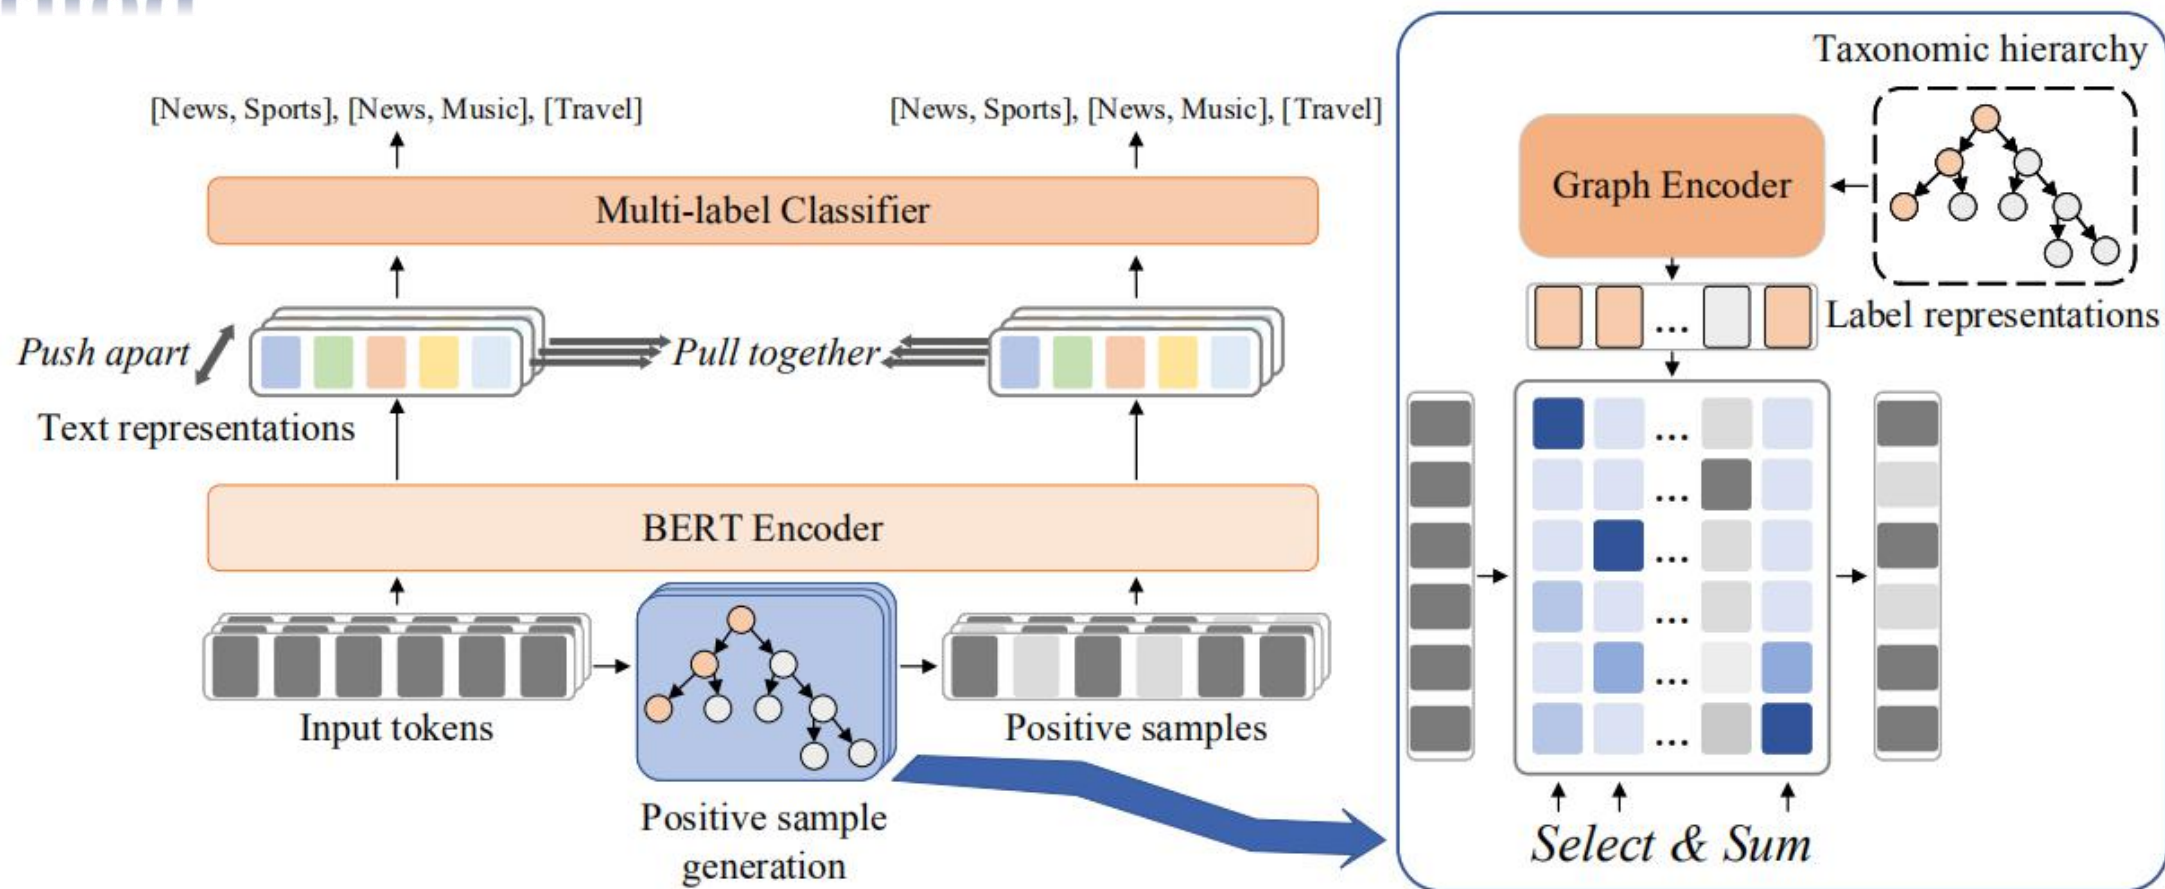 Taxonomic hierarchy
[News, Sports], [News, Music], [Travel]
[News, Sports], [News, Music], [Travel]
Graph Encoder
Multi-label Classifier
Label representations
...
Push apart
Pull together
Text representations
...
...
BERT Encoder
...
...
...
...
Input tokens
Positive samples
Positive sample
generation
Select & Sum